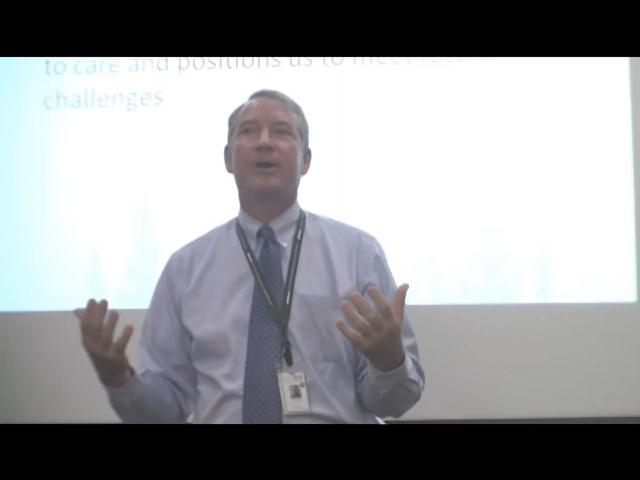 to care and positions us to meet
challenges